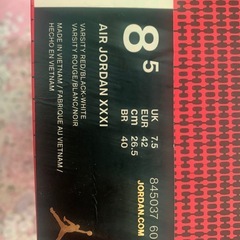 8.5
UK 7.5
EUR 42
cm 26.5
BR 40
845037 60
JORDAN.COM
AIR JORDAN XXXI
VARSITY RED/BLACK-WHITE
VARSITY ROUGE/BLANC/NOIR
MADE IN VIETNAM / FABRIQUE AU VIETNAM /
HECHO EN VIETNAM